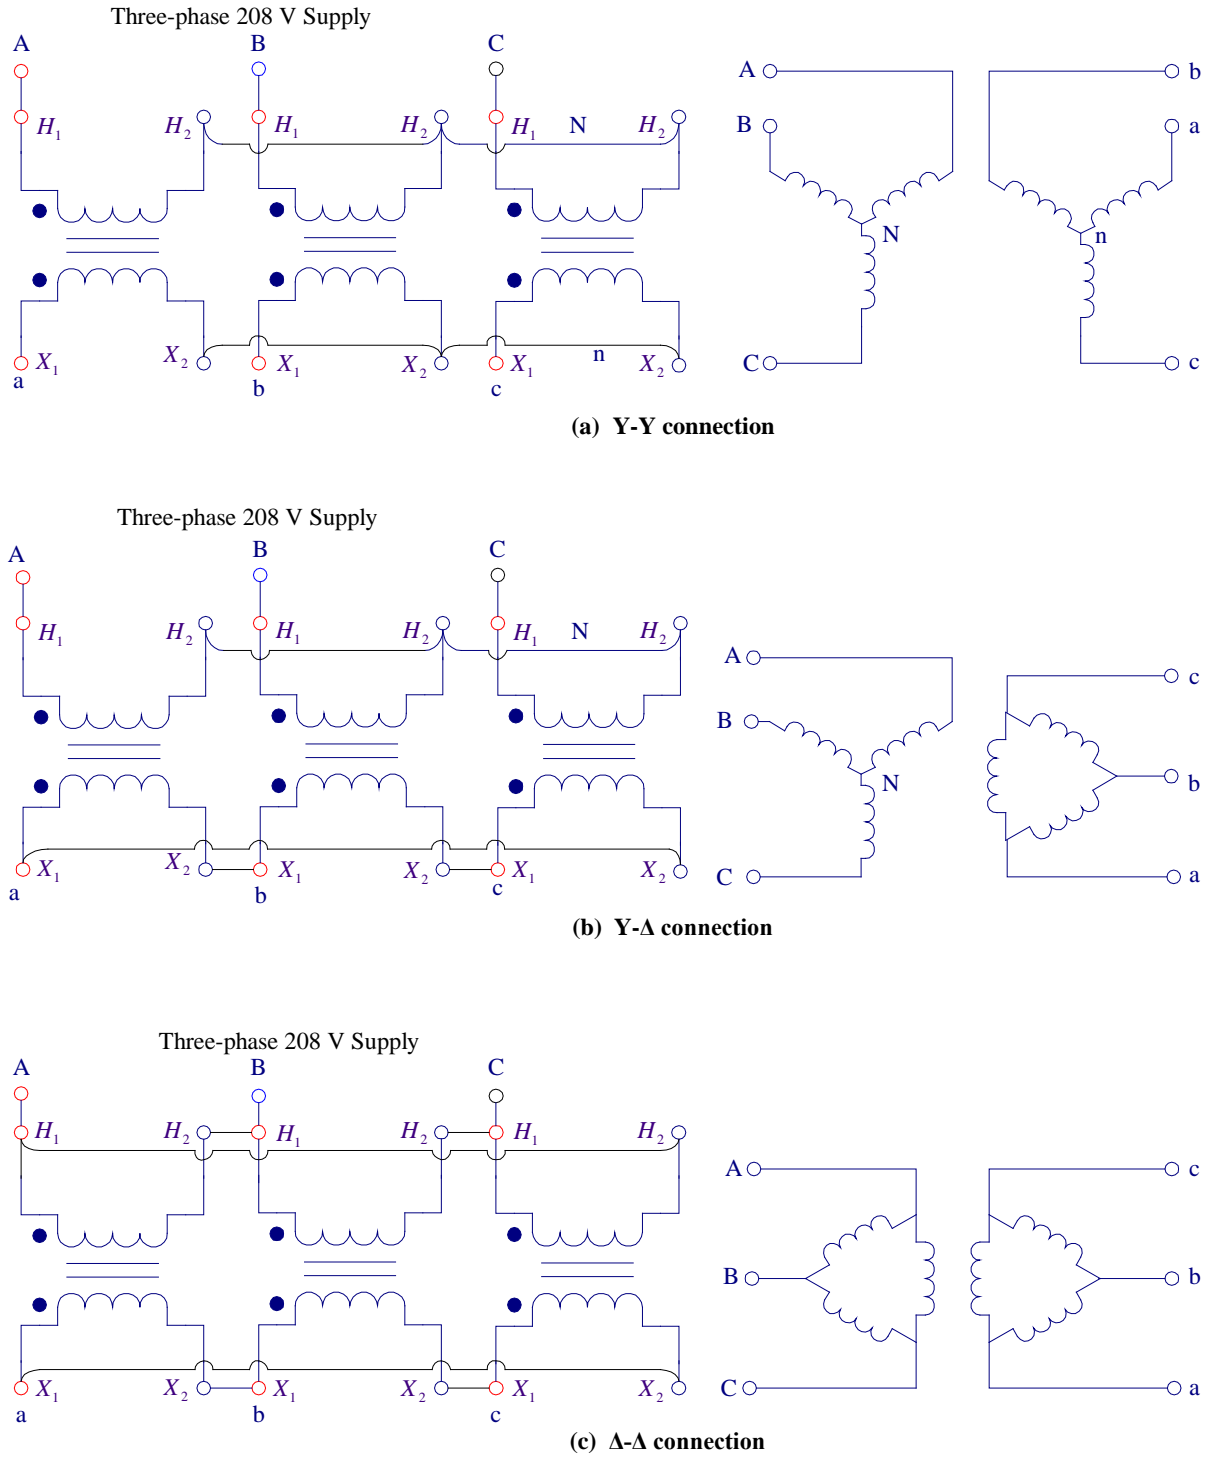 Three-phase 208 V Supply
A B C A b
H₁ H₂ H₁ H₂ H₁ N H₂ B a
N n
X₁ X₂ X₁ X₂ X₁ n X₂ C c
a b c
(a) Y-Y connection
Three-phase 208 V Supply
A B C
H₁ H₂ H₁ H₂ H₁ N H₂ A c
B b
N
X₁ X₂ X₁ X₂ X₁ X₂ C a
a b c
(b) Y-Δ connection
Three-phase 208 V Supply
A B C
H₁ H₂ H₁ H₂ H₁ H₂
A c
B b
X₁ X₂ X₁ X₂ X₁ X₂ C a
a b c
(c) Δ-Δ connection